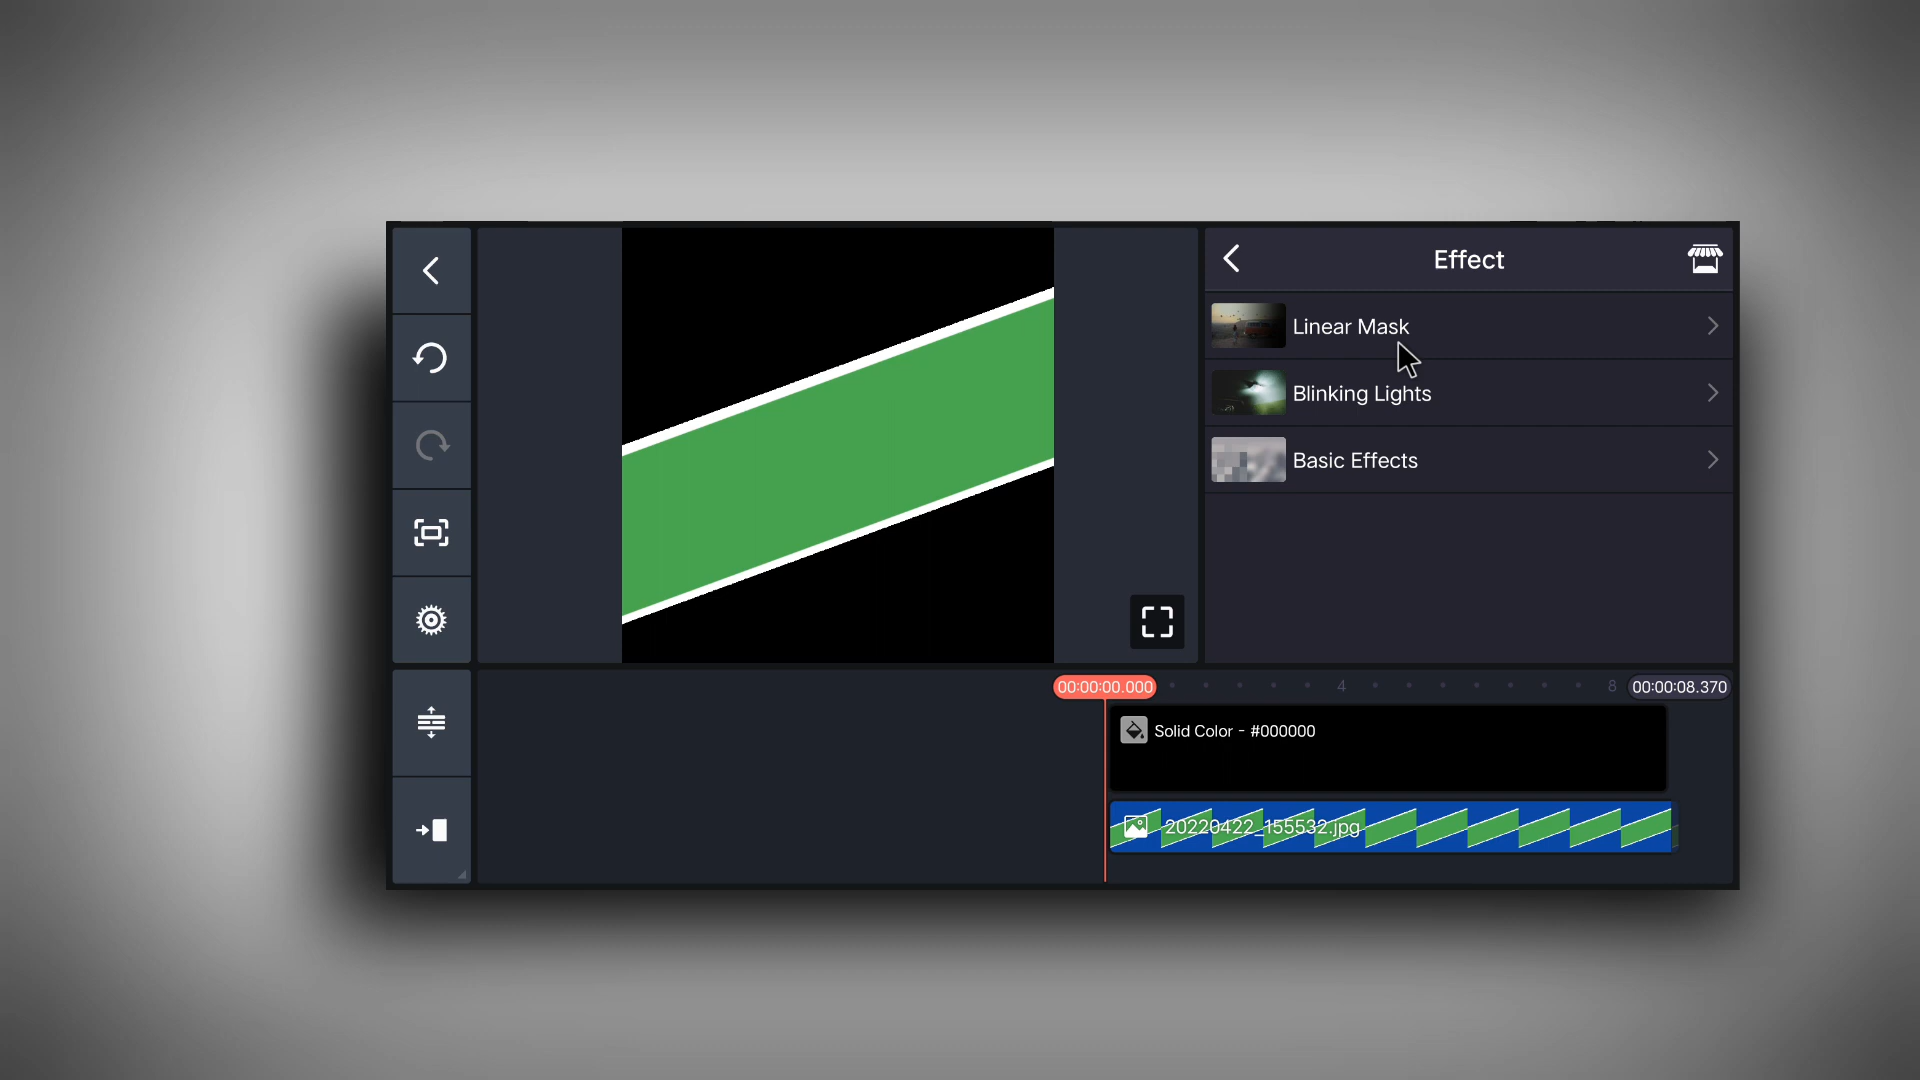 Effect
Linear Mask
Blinking Lights
Basic Effects
00:00:00.000
4
8
00:00:08.370
Solid Color - #000000
20220422_155532.jpg